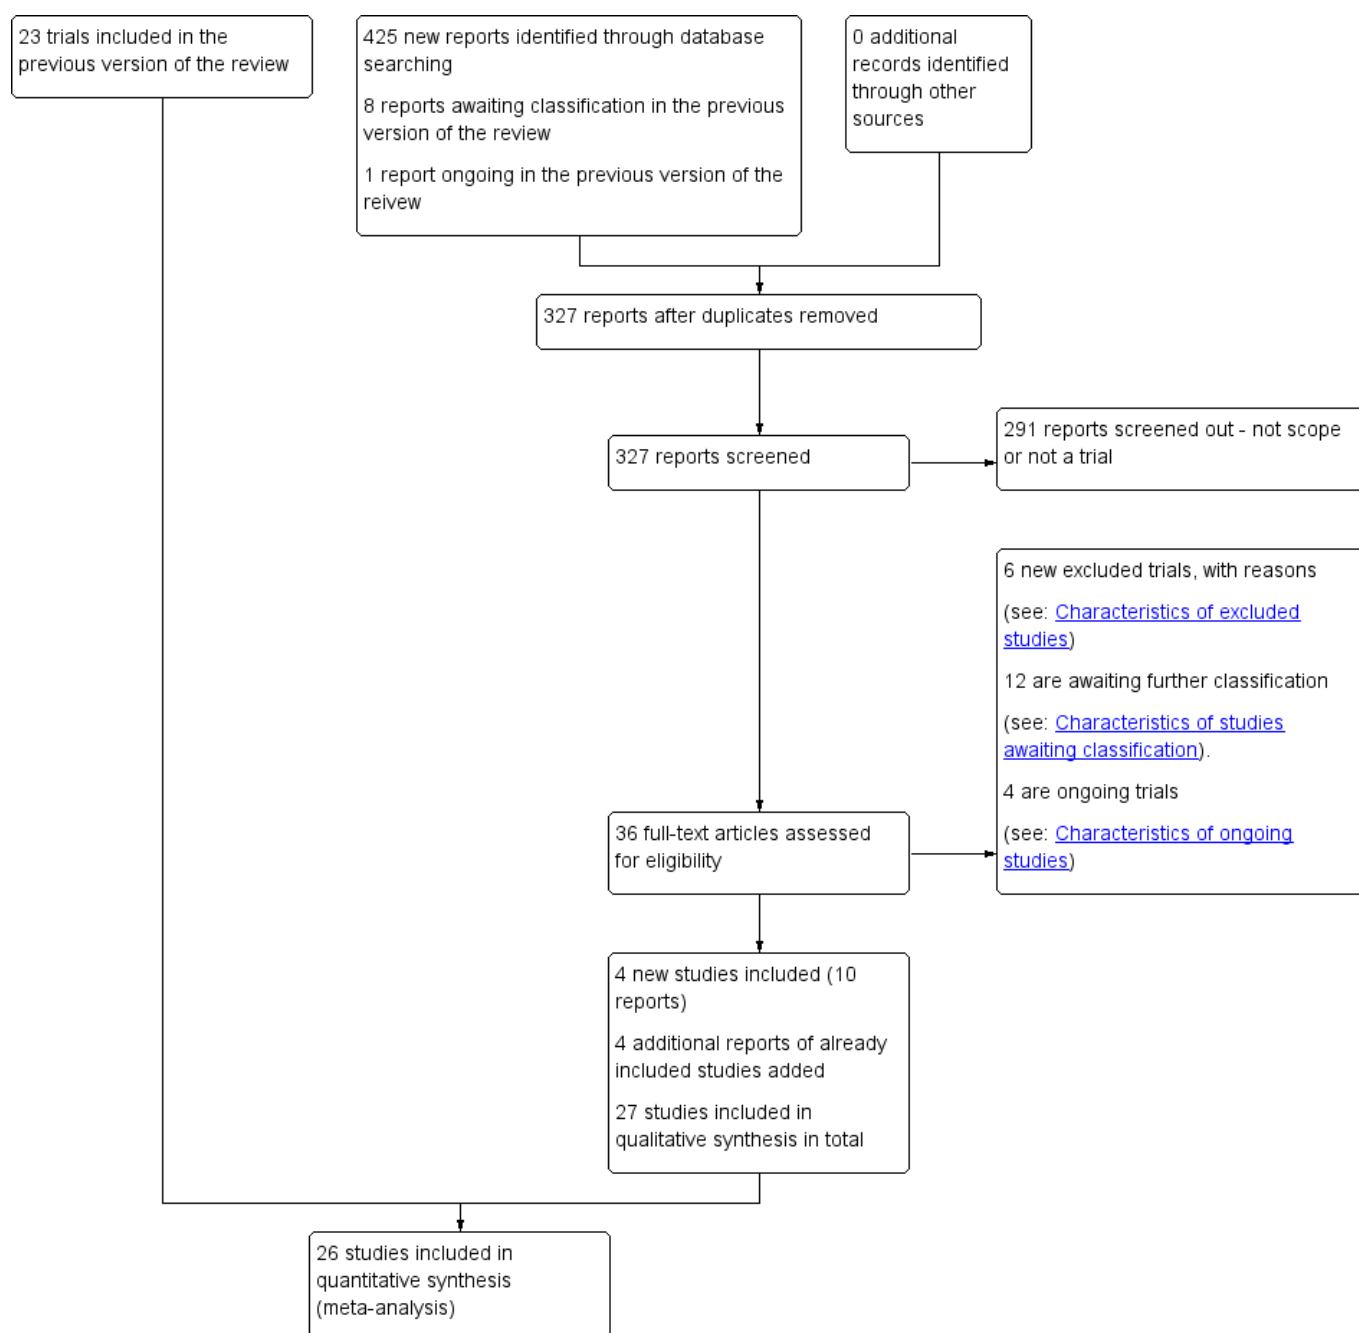 23 trials included in the
previous version of the review
425 new reports identified through database
searching
8 reports awaiting classification in the previous
version of the review
1 report ongoing in the previous version of the
reivew
0 additional
records identified
through other
sources
327 reports after duplicates removed
327 reports screened
291 reports screened out - not scope
or not a trial
6 new excluded trials, with reasons
(see: Characteristics of excluded
studies)
12 are awaiting further classification
(see: Characteristics of studies
awaiting classification).
4 are ongoing trials
(see: Characteristics of ongoing
studies)
36 full-text articles assessed
for eligibility
4 new studies included (10
reports)
4 additional reports of already
included studies added
27 studies included in
qualitative synthesis in total
26 studies included in
quantitative synthesis
(meta-analysis)